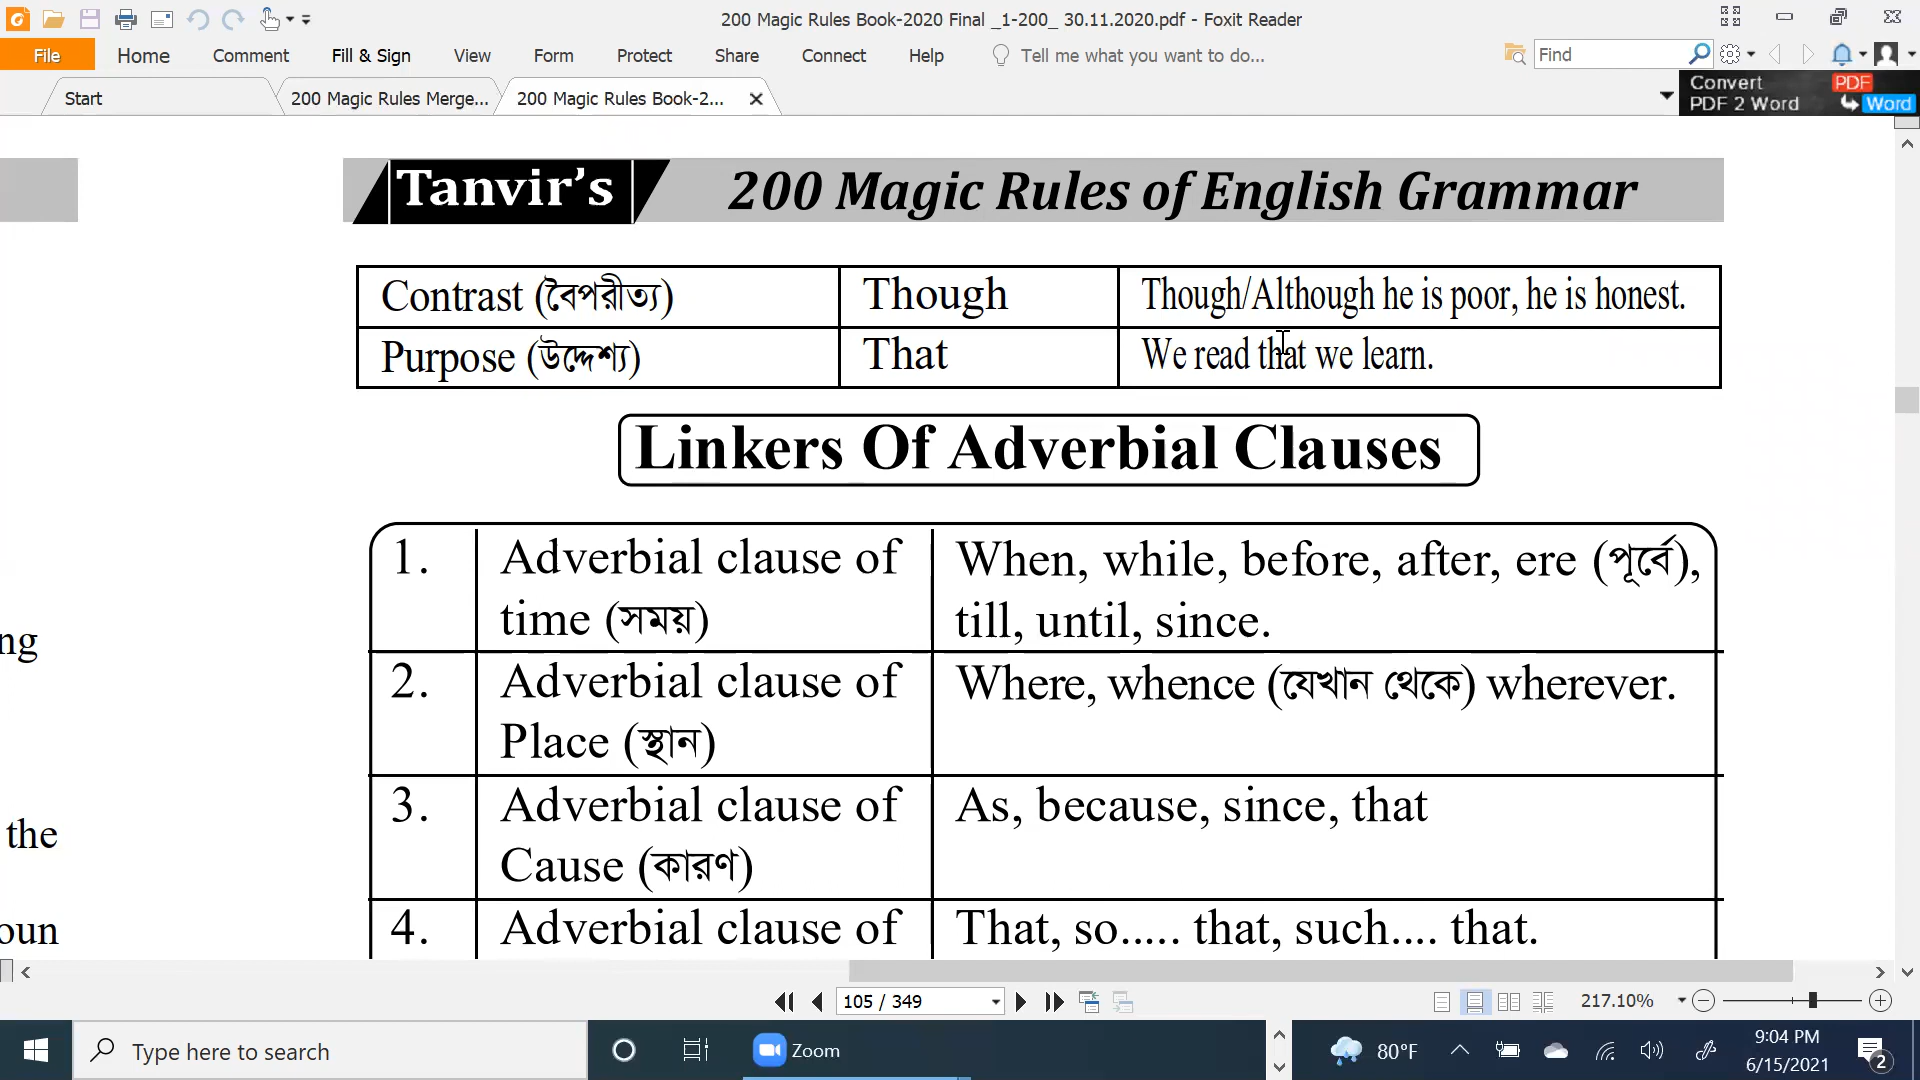 200 Magic Rules Book-2020 Final _1-200_ 30.11.2020.pdf - Foxit Reader
File Home Comment Fill & Sign View Form Protect Share Connect Help Tell me what you want to do... Find
Start 200 Magic Rules Merge... 200 Magic Rules Book-2...
Convert PDF
PDF 2 Word Word
Tanvir's 200 Magic Rules of English Grammar
Contrast (বৈপরীত্য) Though Though/Although he is poor, he is honest.
Purpose (উদ্দেশ্য) That We read that we learn.
Linkers Of Adverbial Clauses
1. Adverbial clause of When, while, before, after, ere (পূর্বে),
time (সময়) till, until, since.
ng
2. Adverbial clause of Where, whence (যেখান থেকে) wherever.
Place (স্থান)
3. Adverbial clause of As, because, since, that
the
Cause (কারণ)
4. Adverbial clause of That, so..... that, such.... that.
oun
105 / 349 217.10%
Type here to search Zoom 80°F 9:04 PM
6/15/2021 2